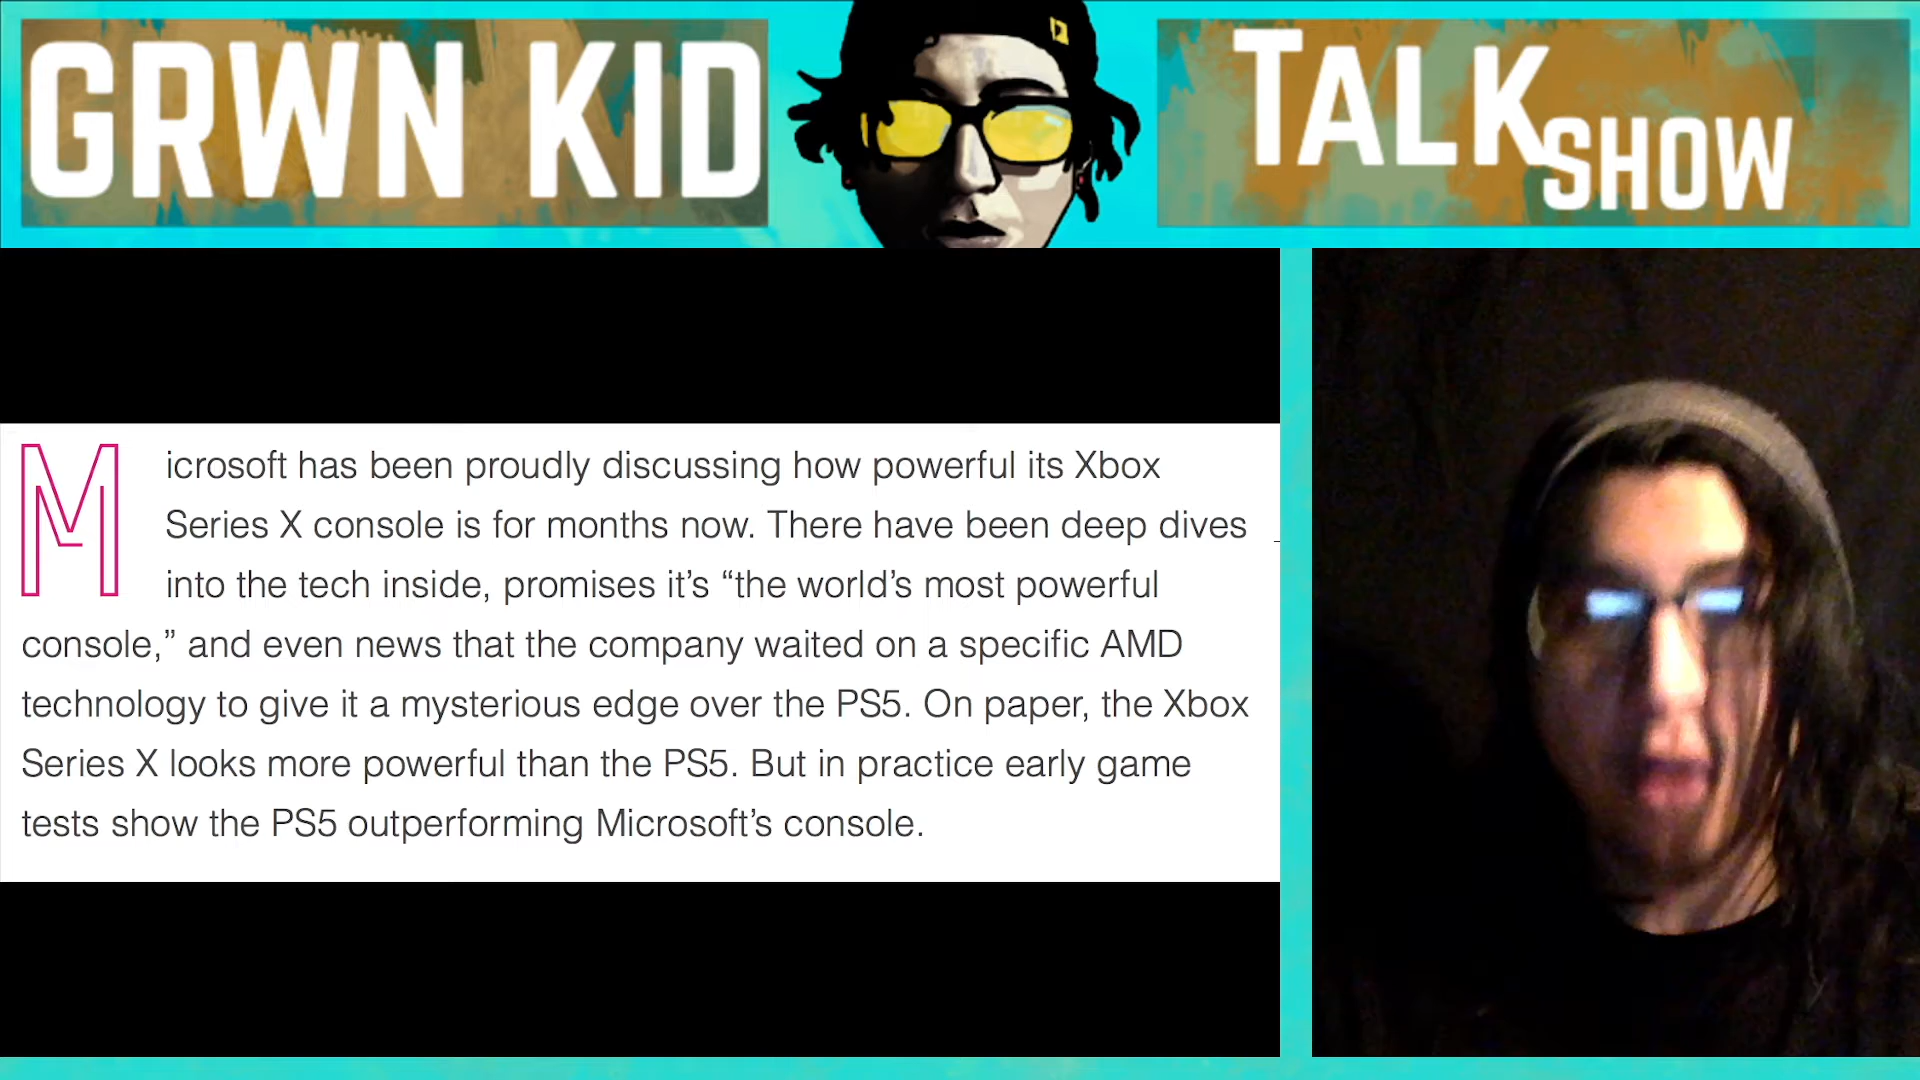 GRWN KID
TALK SHOW
Microsoft has been proudly discussing how powerful its Xbox
Series X console is for months now. There have been deep dives
into the tech inside, promises it’s “the world’s most powerful
console,” and even news that the company waited on a specific AMD
technology to give it a mysterious edge over the PS5. On paper, the Xbox
Series X looks more powerful than the PS5. But in practice early game
tests show the PS5 outperforming Microsoft’s console.